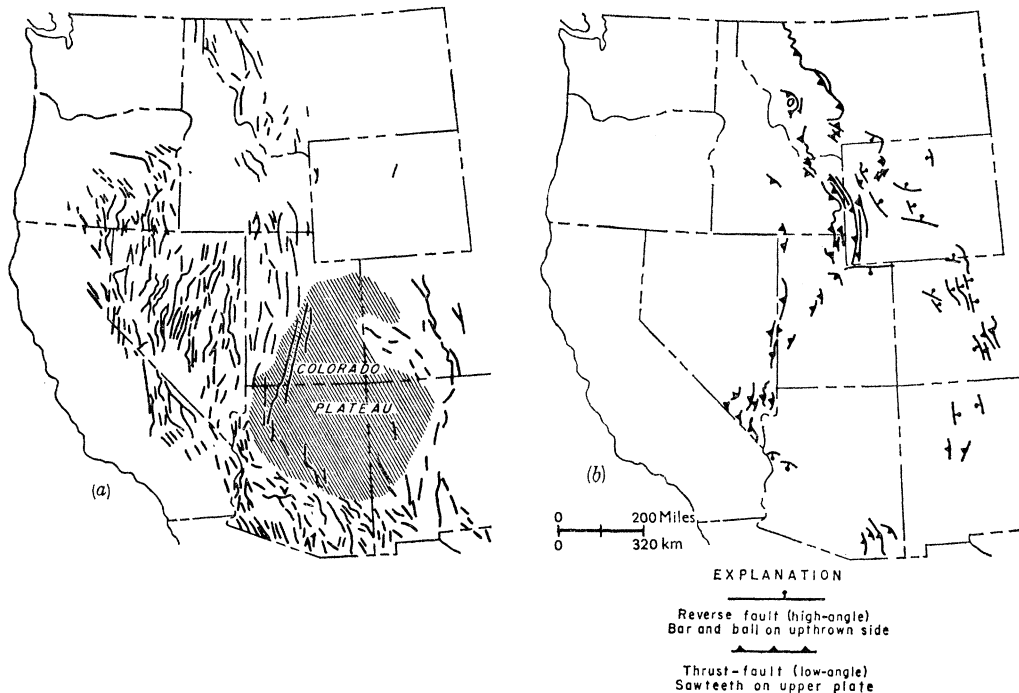 COLORADO
PLATEAU
(a)
(b)
0 200 Miles
0 320 km
EXPLANATION
Reverse fault (high-angle)
Bar and ball on upthrown side
Thrust-fault (low-angle)
Sawteeth on upper plate